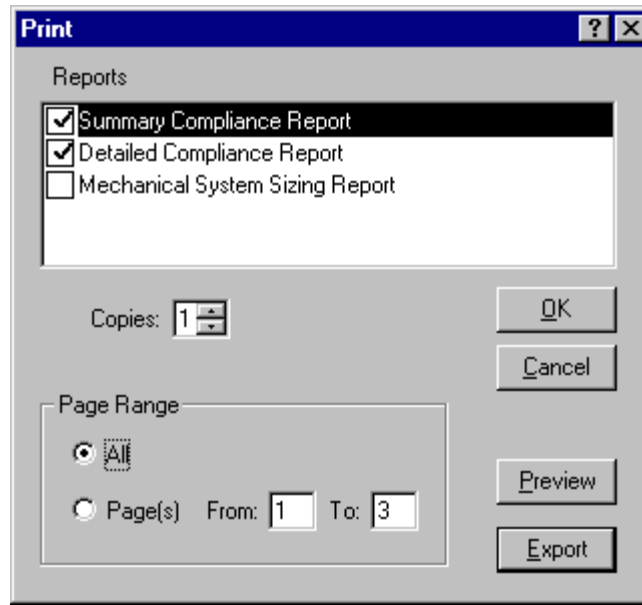 Print
Reports
Summary Compliance Report
Detailed Compliance Report
Mechanical System Sizing Report
Copies: 1
OK
Cancel
Page Range
All
Page(s) From: 1 To: 3
Preview
Export